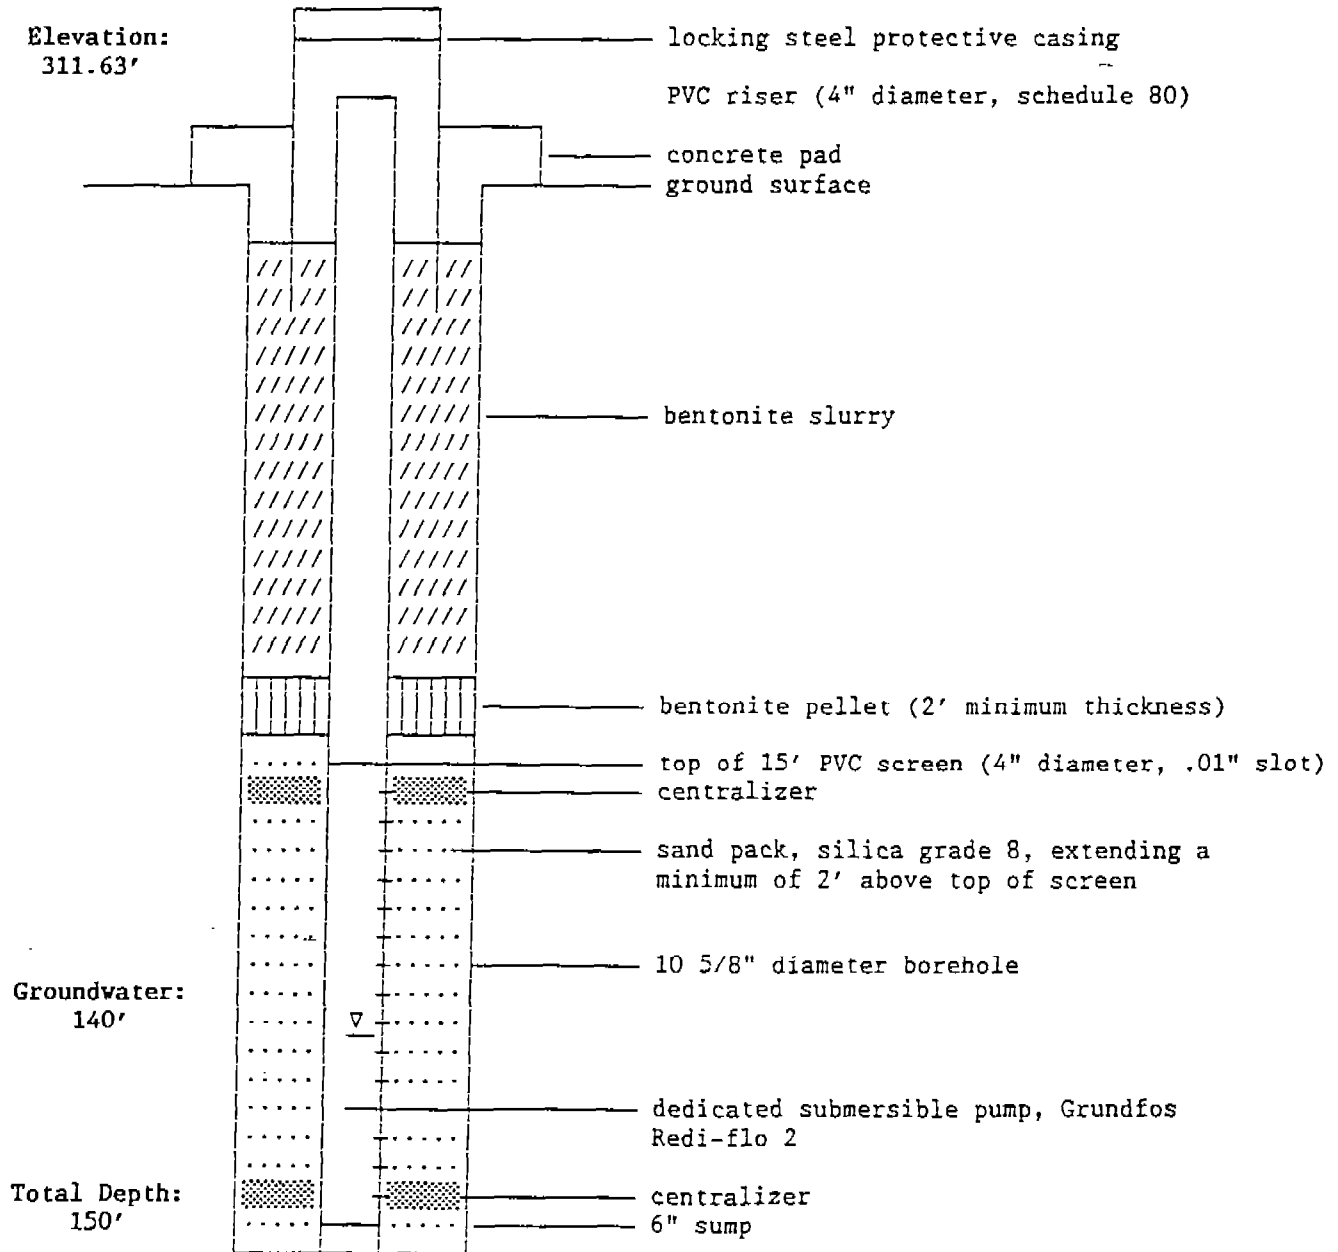 Elevation:
311.63'
locking steel protective casing
PVC riser (4" diameter, schedule 80)
concrete pad
ground surface
bentonite slurry
bentonite pellet (2' minimum thickness)
top of 15' PVC screen (4" diameter, .01" slot)
centralizer
sand pack, silica grade 8, extending a
minimum of 2' above top of screen
10 5/8" diameter borehole
Groundwater:
140'
dedicated submersible pump, Grundfos
Redi-flo 2
Total Depth:
150'
centralizer
6" sump